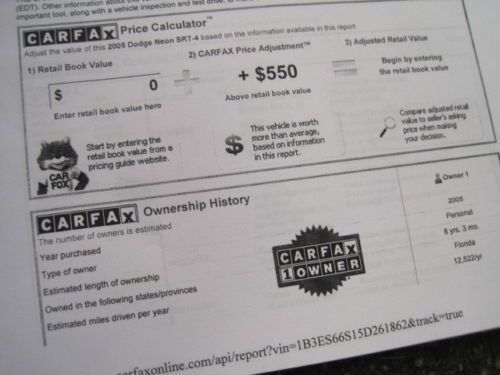 (EDT). Other information about this
important tool, along with a vehicle inspection and test drive, to make
CARFAX Price Calculator™
Adjust the value of this 2005 Dodge Neon SRT-4 based on the information available in this report
1) Retail Book Value
$ 0
Enter retail book value here
2) CARFAX Price Adjustment™
+ $550
Above retail book value
3) Adjusted Retail Value
Begin by entering
the retail book value
CAR
FOX
Start by entering the
retail book value from a
pricing guide website.
$
This vehicle is worth
more than average,
based on information
in this report.
Compare adjusted retail
value to seller's asking
price when making
your decision.
CARFAX Ownership History
The number of owners is estimated
Owner 1
Year purchased 2005
Type of owner Personal
Estimated length of ownership 8 yrs. 3 mo.
Owned in the following states/provinces Florida
Estimated miles driven per year 12,522/yr
CARFAX
1 OWNER
arfaxonline.com/api/report?vin=1B3ES66S15D261862&track=true